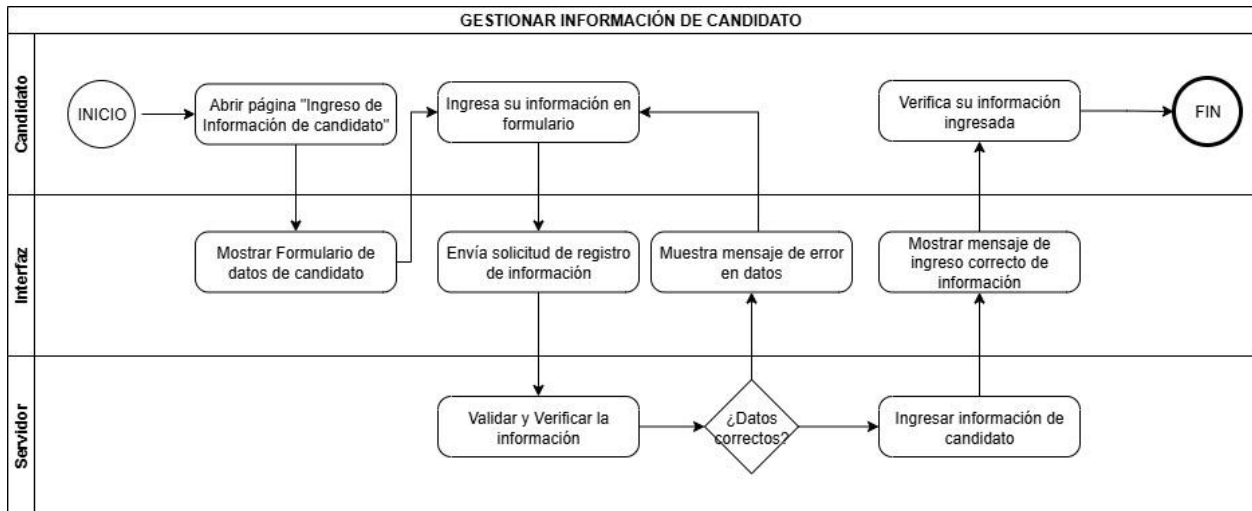 GESTIONAR INFORMACIÓN DE CANDIDATO
Candidato
INICIO
Abrir página "Ingreso de
Información de candidato"
Ingresa su información en
formulario
Verifica su información
ingresada
FIN
Interfaz
Mostrar Formulario de
datos de candidato
Envía solicitud de registro
de información
Muestra mensaje de error
en datos
Mostrar mensaje de
ingreso correcto de
información
Servidor
Validar y Verificar la
información
¿Datos
correctos?
Ingresar información de
candidato